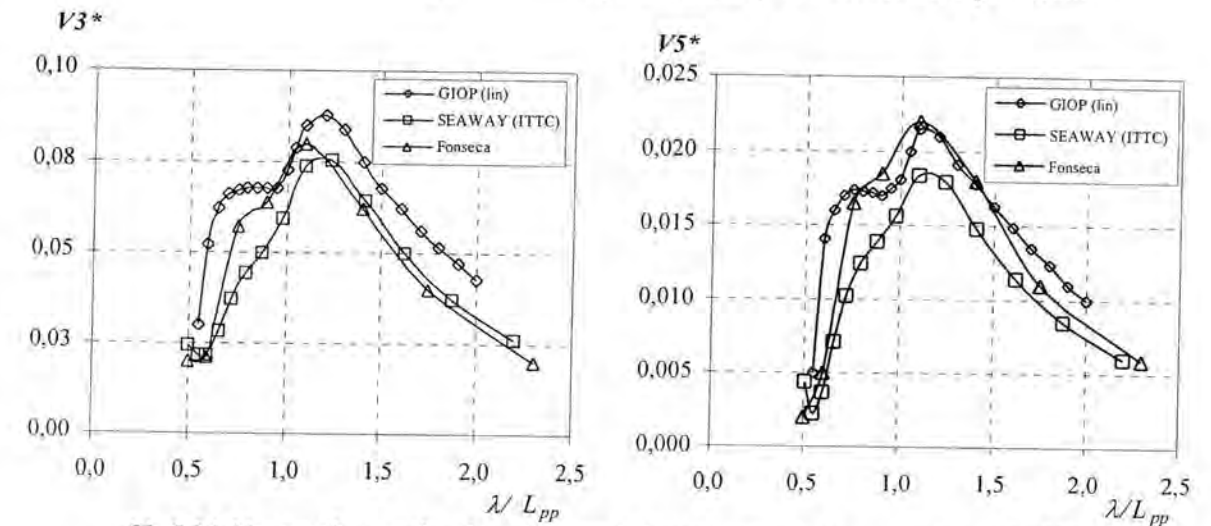 V3*
0,10
0,08
0,05
0,03
0,00
0,0 0,5 1,0 1,5 2,0 2,5
λ/ Lpp
GIOP (lin)
SEAWAY (ITTC)
Fonseca
V5*
0,025
0,020
0,015
0,010
0,005
0,000
0,0 0,5 1,0 1,5 2,0 2,5
λ/Lpp
GIOP (lin)
SEAWAY (ITTC)
Fonseca